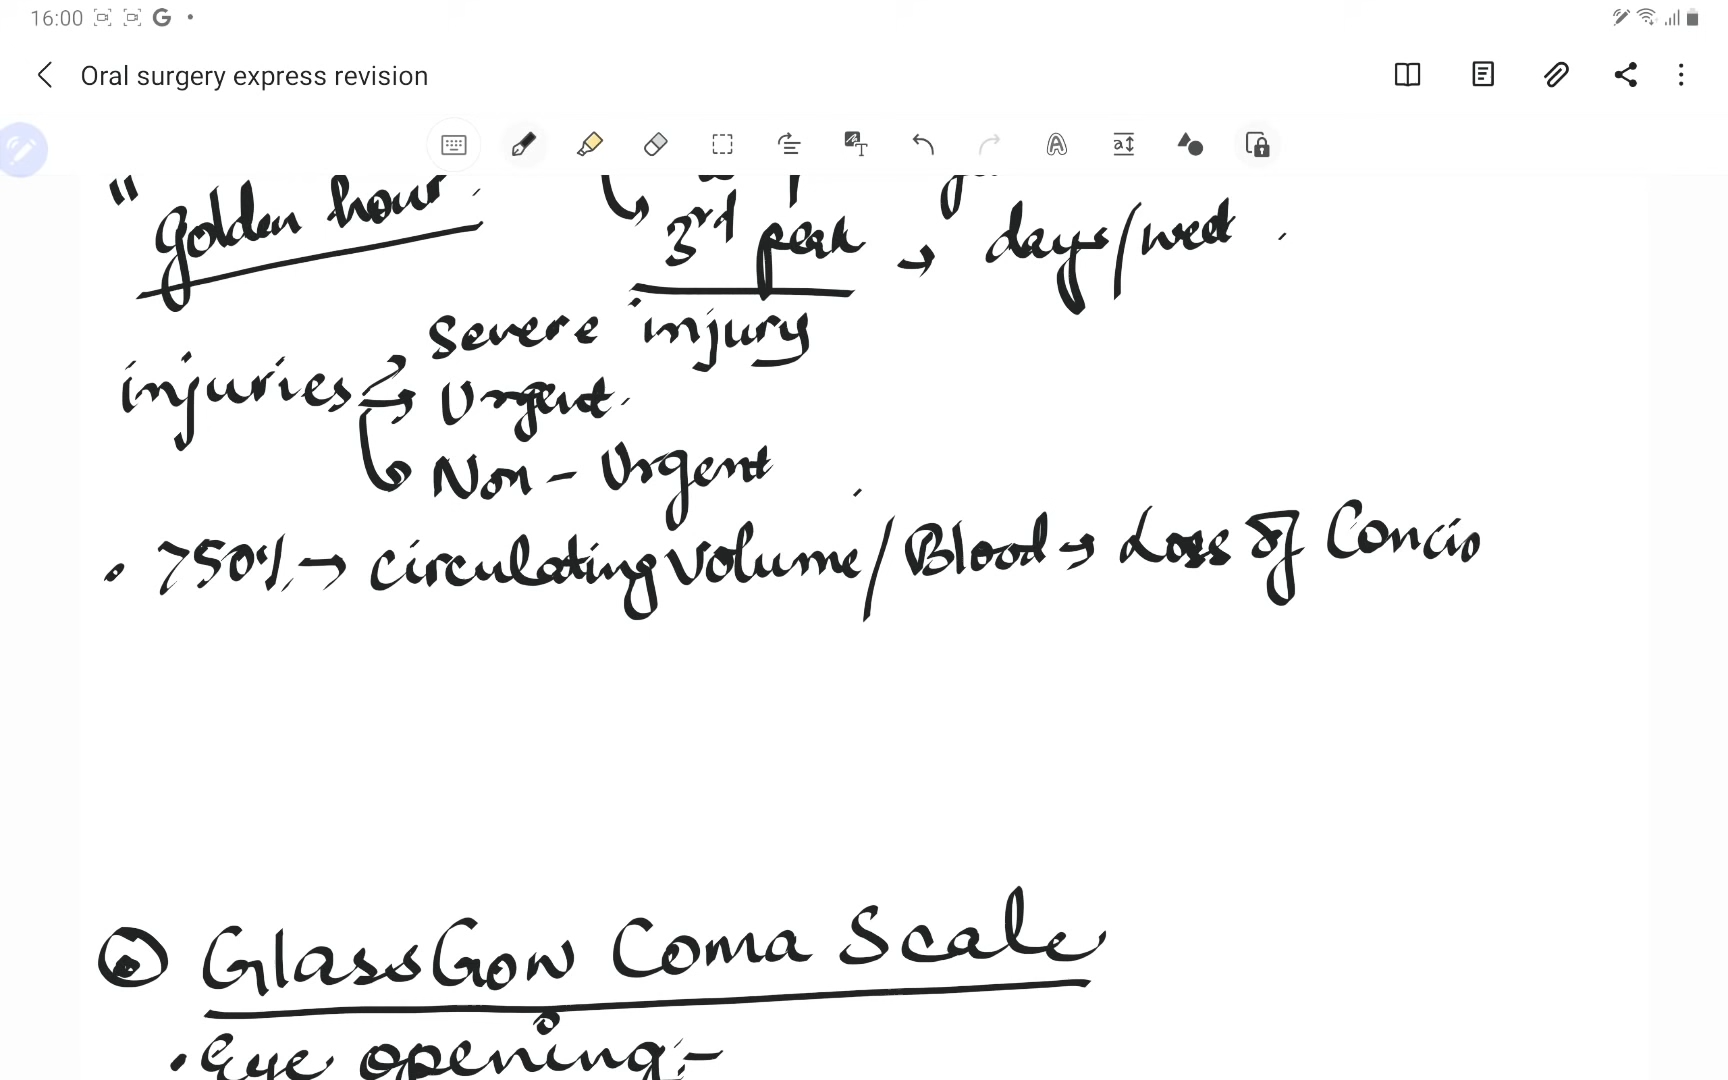 16:00
Oral surgery express revision
"golden hour
3rd peak → days/week.
injuries → severe injury
→ Urgent.
→ Non - Urgent
• >50% → circulating volume / Blood → Loss of Concio
GlassGow Coma Scale
• Eye opening:-